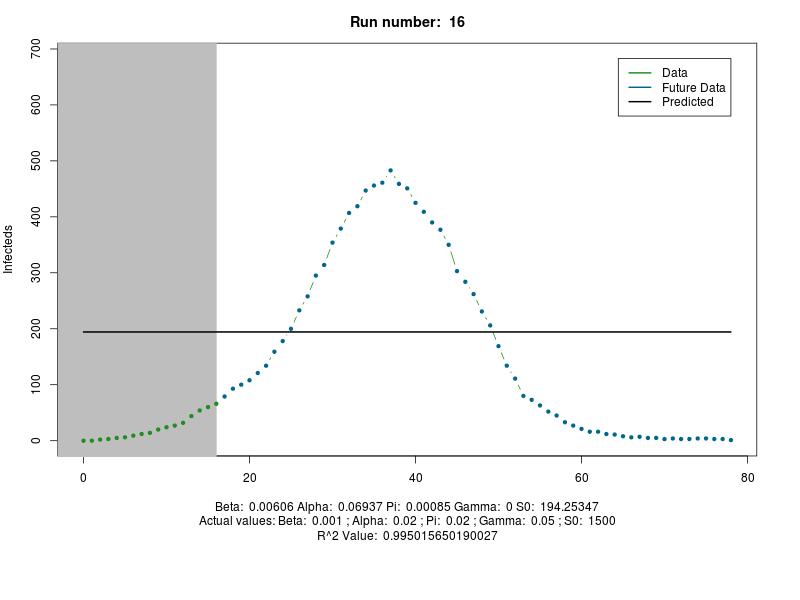 Run number: 16
700
600
500
400
300
200
100
0
Infecteds
Data
Future Data
Predicted
0 20 40 60 80
Beta: 0.00606 Alpha: 0.06937 Pi: 0.00085 Gamma: 0 S0: 194.25347
Actual values: Beta: 0.001 ; Alpha: 0.02 ; Pi: 0.02 ; Gamma: 0.05 ; S0: 1500
R^2 Value: 0.995015650190027